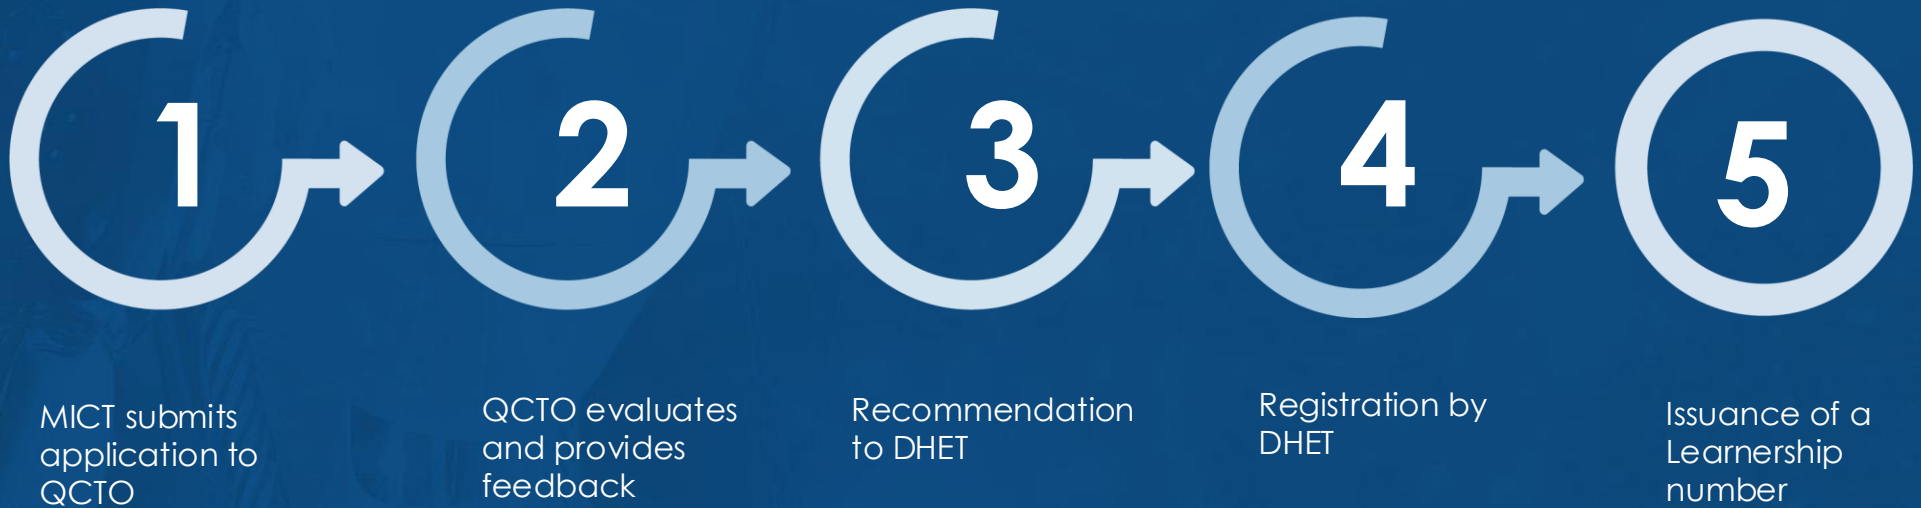 1
MICT submits
application to
QCTO
2
QCTO evaluates
and provides
feedback
3
Recommendation
to DHET
4
Registration by
DHET
5
Issuance of a
Learnership
number